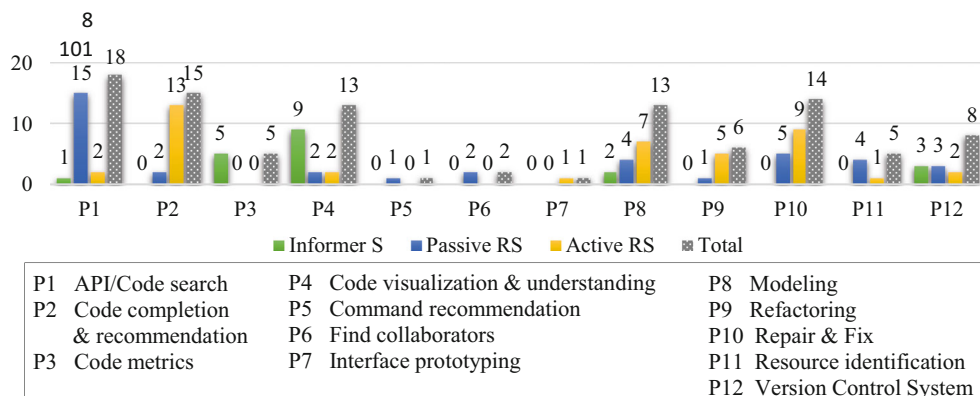 8
101
20
10
0
1 15 2 18
0 2 13 15
5 0 0 5
9 2 2 13
0 1 0 1
0 2 0 2
0 0 1 1
2 4 7 13
0 1 5 6
0 5 9 14
0 4 1 5
3 3 2 8
P1 P2 P3 P4 P5 P6 P7 P8 P9 P10 P11 P12
Informer S Passive RS Active RS Total
P1 API/Code search
P2 Code completion
& recommendation
P3 Code metrics
P4 Code visualization & understanding
P5 Command recommendation
P6 Find collaborators
P7 Interface prototyping
P8 Modeling
P9 Refactoring
P10 Repair & Fix
P11 Resource identification
P12 Version Control System